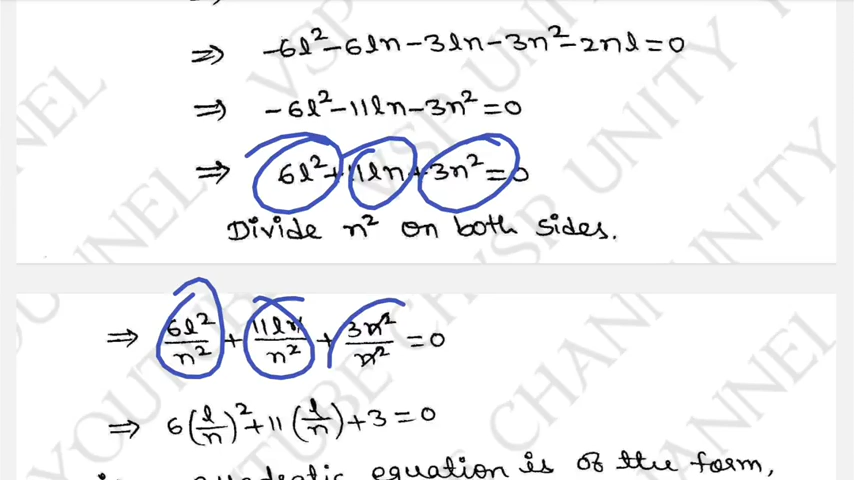 ⇒ -6l²-6ln-3ln-3n²-2nl=0
⇒ -6l²-11ln-3n²=0
⇒ 6l²+11ln+3n²=0
Divide n² on both sides.
⇒ 6l²/n² + 11ln/n² + 3n²/n² = 0
⇒ 6(l/n)²+11(l/n)+3=0
quadratic equation is of the form,